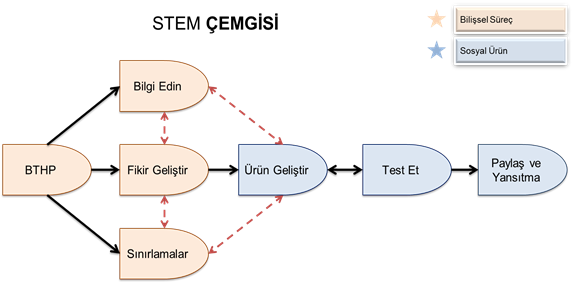 STEM ÇEMGİSİ
Bilişsel Süreç
Sosyal Ürün
Bilgi Edin
BTHP
Fikir Geliştir
Ürün Geliştir
Test Et
Paylaş ve
Yansıtma
Sınırlamalar